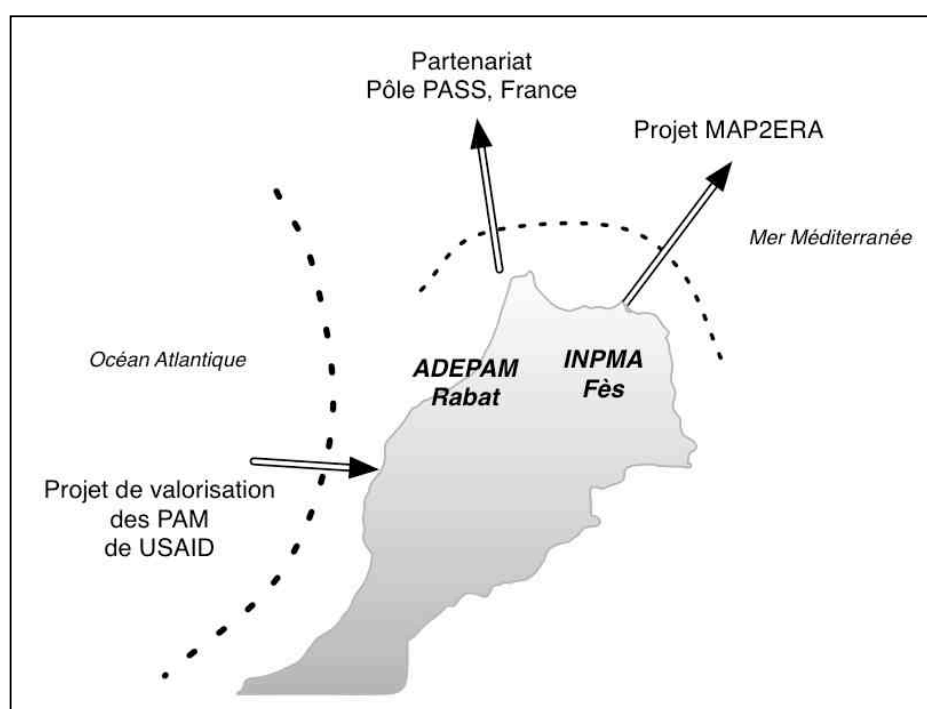 Partenariat
Pôle PASS, France
Projet MAP2ERA
Mer Méditerranée
Océan Atlantique
ADEPAM
Rabat
INPMA
Fès
Projet de valorisation
des PAM
de USAID